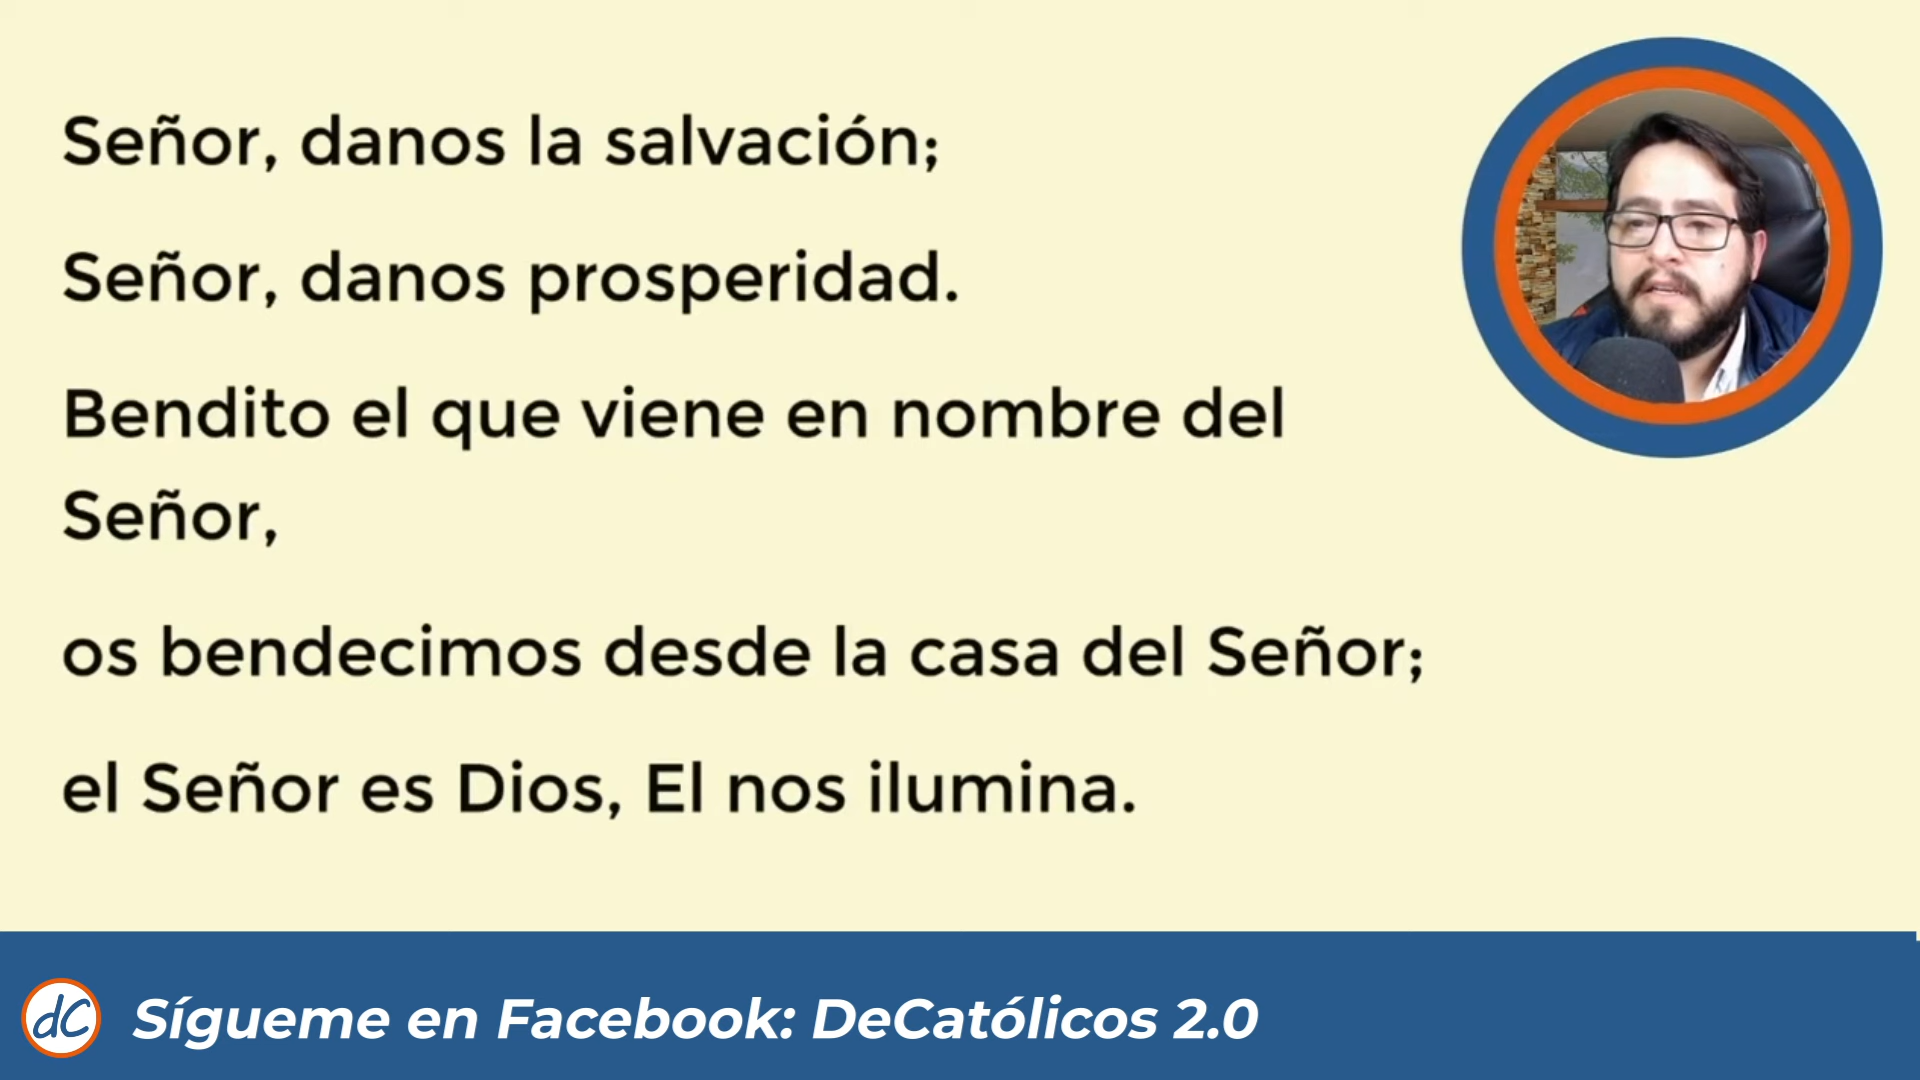 Señor, danos la salvación;
Señor, danos prosperidad.
Bendito el que viene en nombre del
Señor,
os bendecimos desde la casa del Señor;
el Señor es Dios, El nos ilumina.
dC Sígueme en Facebook: DeCatólicos 2.0